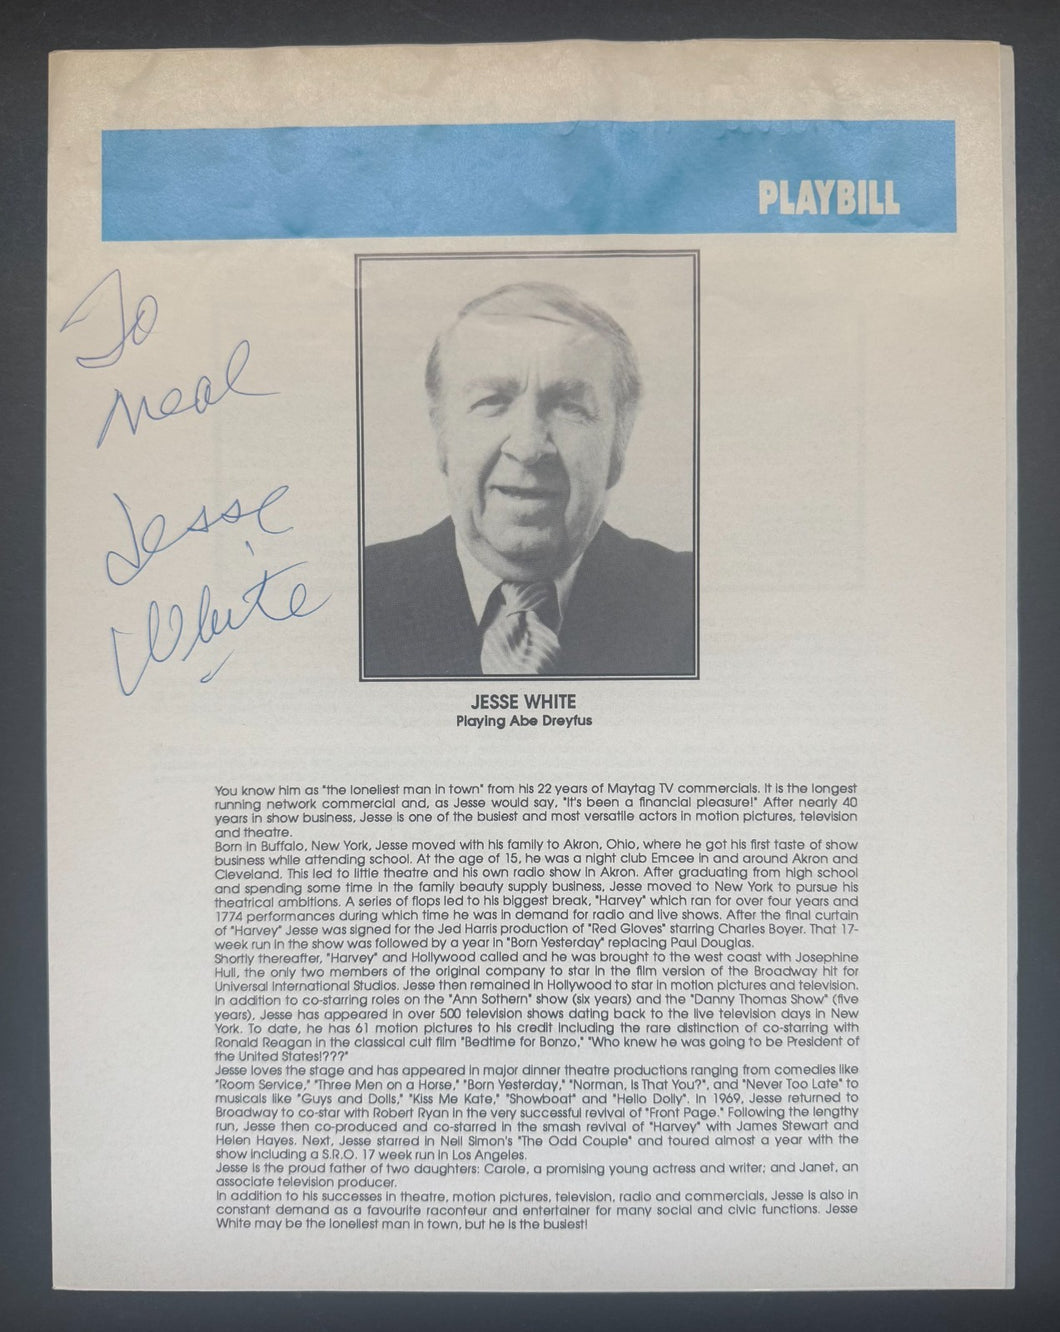 PLAYBILL
To
Neal
Jesse
White
JESSE WHITE
Playing Abe Dreyfus
You know him as "the loneliest man in town" from his 22 years of Maytag TV commercials. It is the longest
running network commercial and, as Jesse would say, "It's been a financial pleasure!" After nearly 40
years in show business, Jesse is one of the busiest and most versatile actors in motion pictures, television
and theatre.
Born in Buffalo, New York, Jesse moved with his family to Akron, Ohio, where he got his first taste of show
business while attending school. At the age of 15, he was a night club Emcee in and around Akron and
Cleveland. This led to little theatre and his own radio show in Akron. After graduating from high school
and spending some time in the family beauty supply business, Jesse moved to New York to pursue his
theatrical ambitions. A series of flops led to his biggest break, "Harvey" which ran for over four years and
1774 performances during which time he was in demand for radio and live shows. After the final curtain
of "Harvey" Jesse was signed for the Jed Harris production of "Red Gloves" starring Charles Boyer. That 17-
week run in the show was followed by a year in "Born Yesterday" replacing Paul Douglas.
Shortly thereafter, "Harvey" and Hollywood called and he was brought to the west coast with Josephine
Hull, the only two members of the original company to star in the film version of the Broadway hit for
Universal International Studios. Jesse then remained in Hollywood to star in motion pictures and television.
In addition to co-starring roles on the "Ann Sothern" show (six years) and the "Danny Thomas Show" (five
years), Jesse has appeared in over 500 television shows dating back to the live television days in New
York. To date, he has 61 motion pictures to his credit including the rare distinction of co-starring with
Ronald Reagan in the classical cult film "Bedtime for Bonzo." "Who knew he was going to be President of
the United States!???"
Jesse loves the stage and has appeared in major dinner theatre productions ranging from comedies like
"Room Service," "Three Men on a Horse," "Born Yesterday," "Norman, Is That You?", and "Never Too Late" to
musicals like "Guys and Dolls," "Kiss Me Kate," "Showboat" and "Hello Dolly". In 1969, Jesse returned to
Broadway to co-star with Robert Ryan in the very successful revival of "Front Page." Following the lengthy
run, Jesse then co-produced and co-starred in the smash revival of "Harvey" with James Stewart and
Helen Hayes. Next, Jesse starred in Neil Simon's "The Odd Couple" and toured almost a year with the
show including a S.R.O. 17 week run in Los Angeles.
Jesse is the proud father of two daughters: Carole, a promising young actress and writer; and Janet, an
associate television producer.
In addition to his successes in theatre, motion pictures, television, radio and commercials, Jesse is also in
constant demand as a favourite raconteur and entertainer for many social and civic functions. Jesse
White may be the loneliest man in town, but he is the busiest!